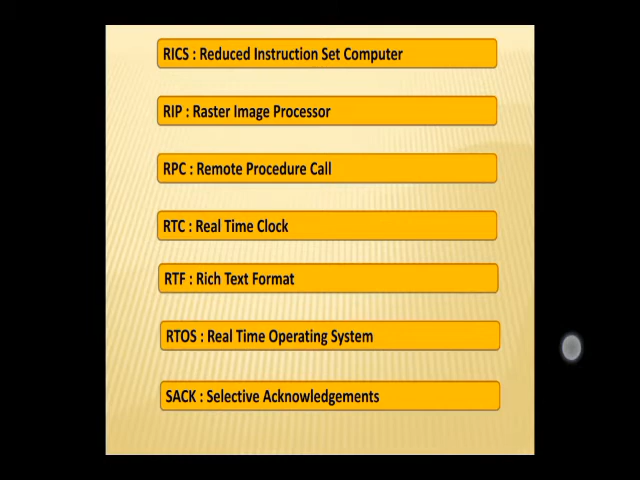 RICS : Reduced Instruction Set Computer
RIP : Raster Image Processor
RPC : Remote Procedure Call
RTC : Real Time Clock
RTF : Rich Text Format
RTOS : Real Time Operating System
SACK : Selective Acknowledgements